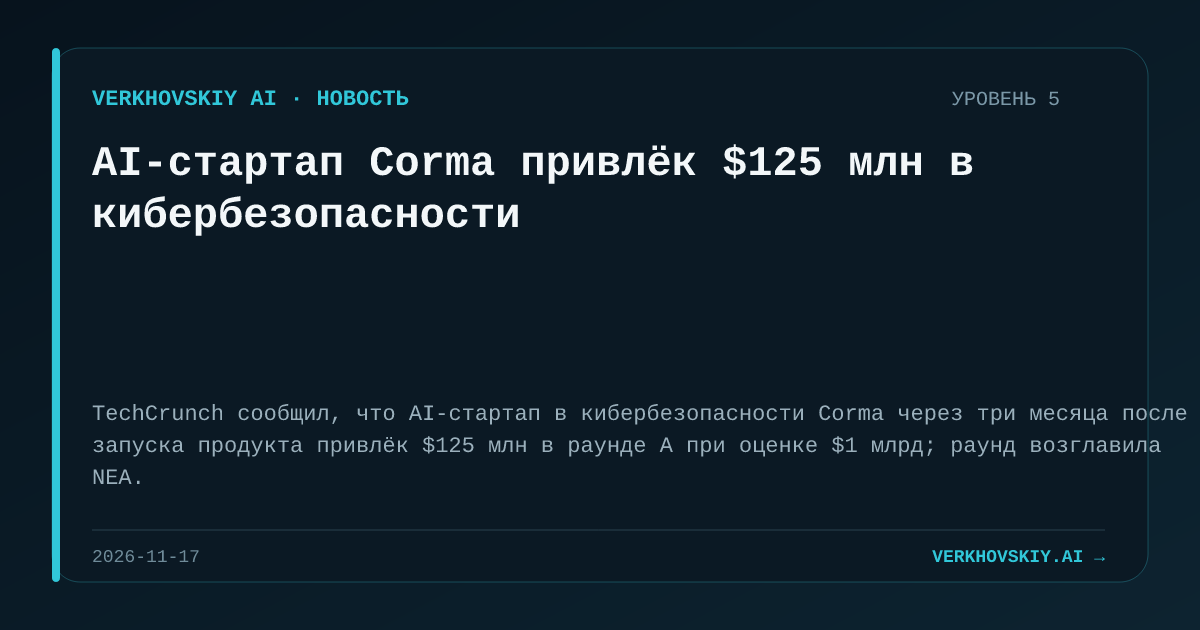 VERKHOVSKIY AI · НОВОСТЬ
УРОВЕНЬ 5
AI-стартап Corma привлёк $125 млн в
кибербезопасности
TechCrunch сообщил, что AI-стартап в кибербезопасности Corma через три месяца после
запуска продукта привлёк $125 млн в раунде A при оценке $1 млрд; раунд возглавила
NEA.
2026-11-17
VERKHOVSKIY.AI →